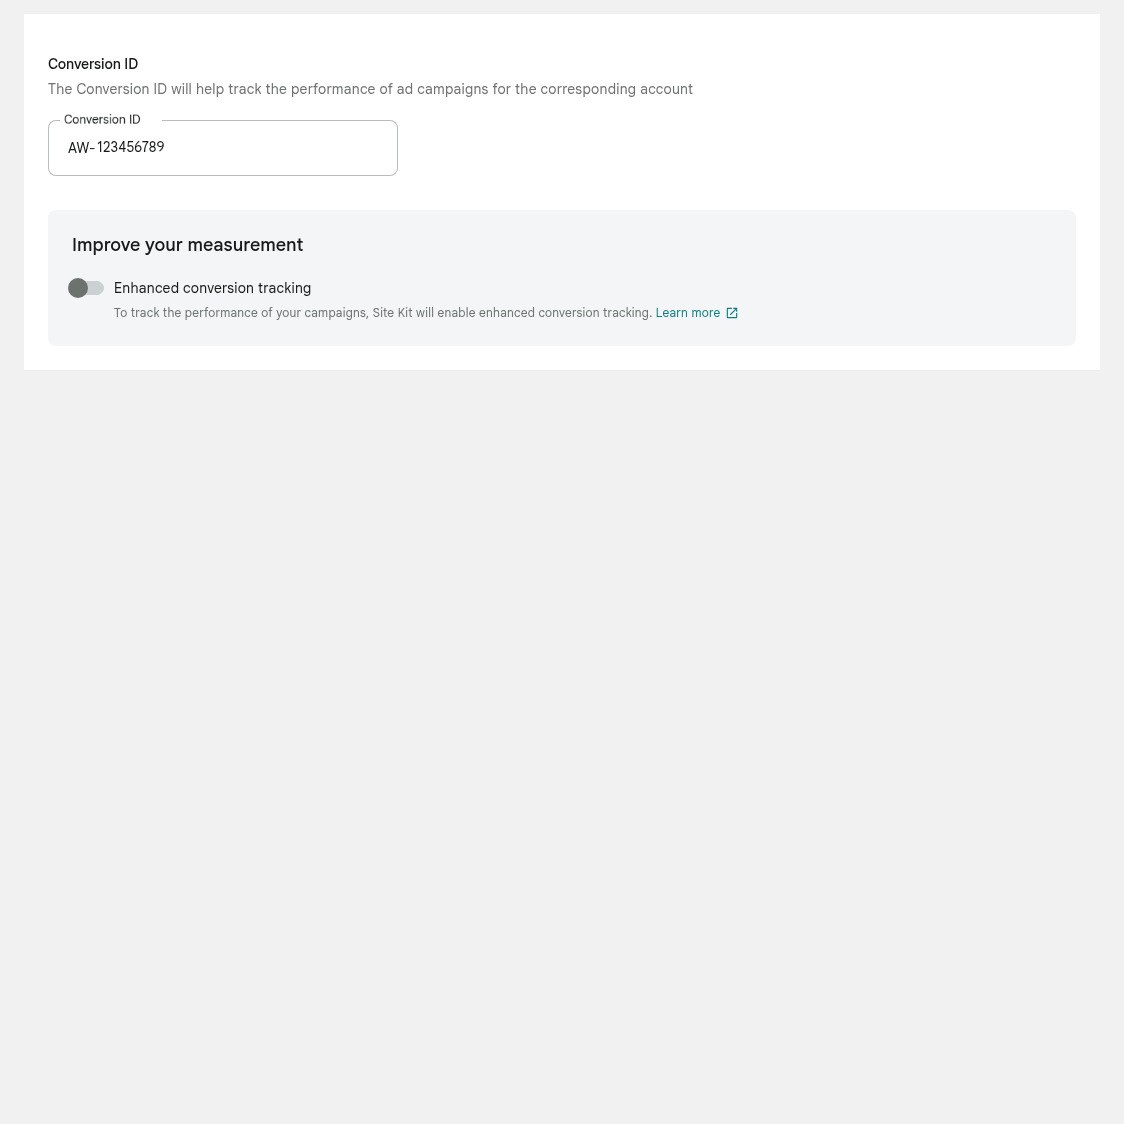 Conversion ID
The Conversion ID will help track the performance of ad campaigns for the corresponding account
Conversion ID
AW- 123456789
Improve your measurement
Enhanced conversion tracking
To track the performance of your campaigns, Site Kit will enable enhanced conversion tracking. Learn more